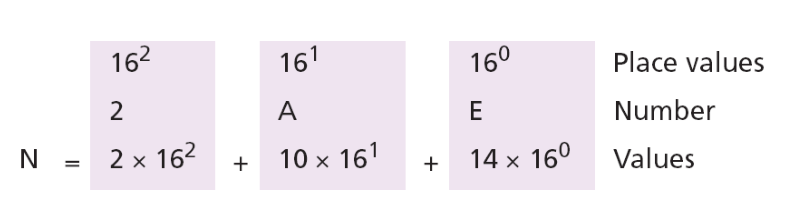 16² 16¹ 16⁰ Place values
2 A E Number
N = 2 × 16² + 10 × 16¹ + 14 × 16⁰ Values